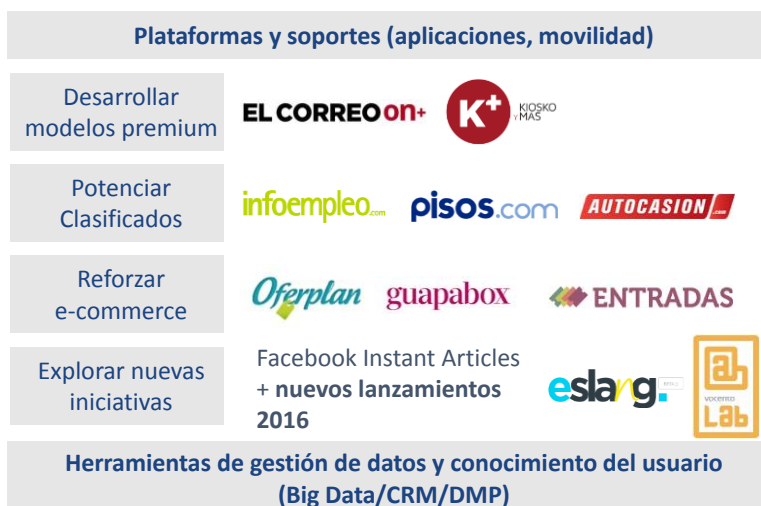 Plataformas y soportes (aplicaciones, movilidad)
Desarrollar
modelos premium
EL CORREO on+
K+ KIOSKO
Y MÁS
Potenciar
Clasificados
infoempleo.com pisos.com AUTOCASION.com
Reforzar
e-commerce
Oferplan guapabox ENTRADAS
Explorar nuevas
iniciativas
Facebook Instant Articles
+ nuevos lanzamientos
2016
eslang.
vocento
Lab
Herramientas de gestión de datos y conocimiento del usuario
(Big Data/CRM/DMP)